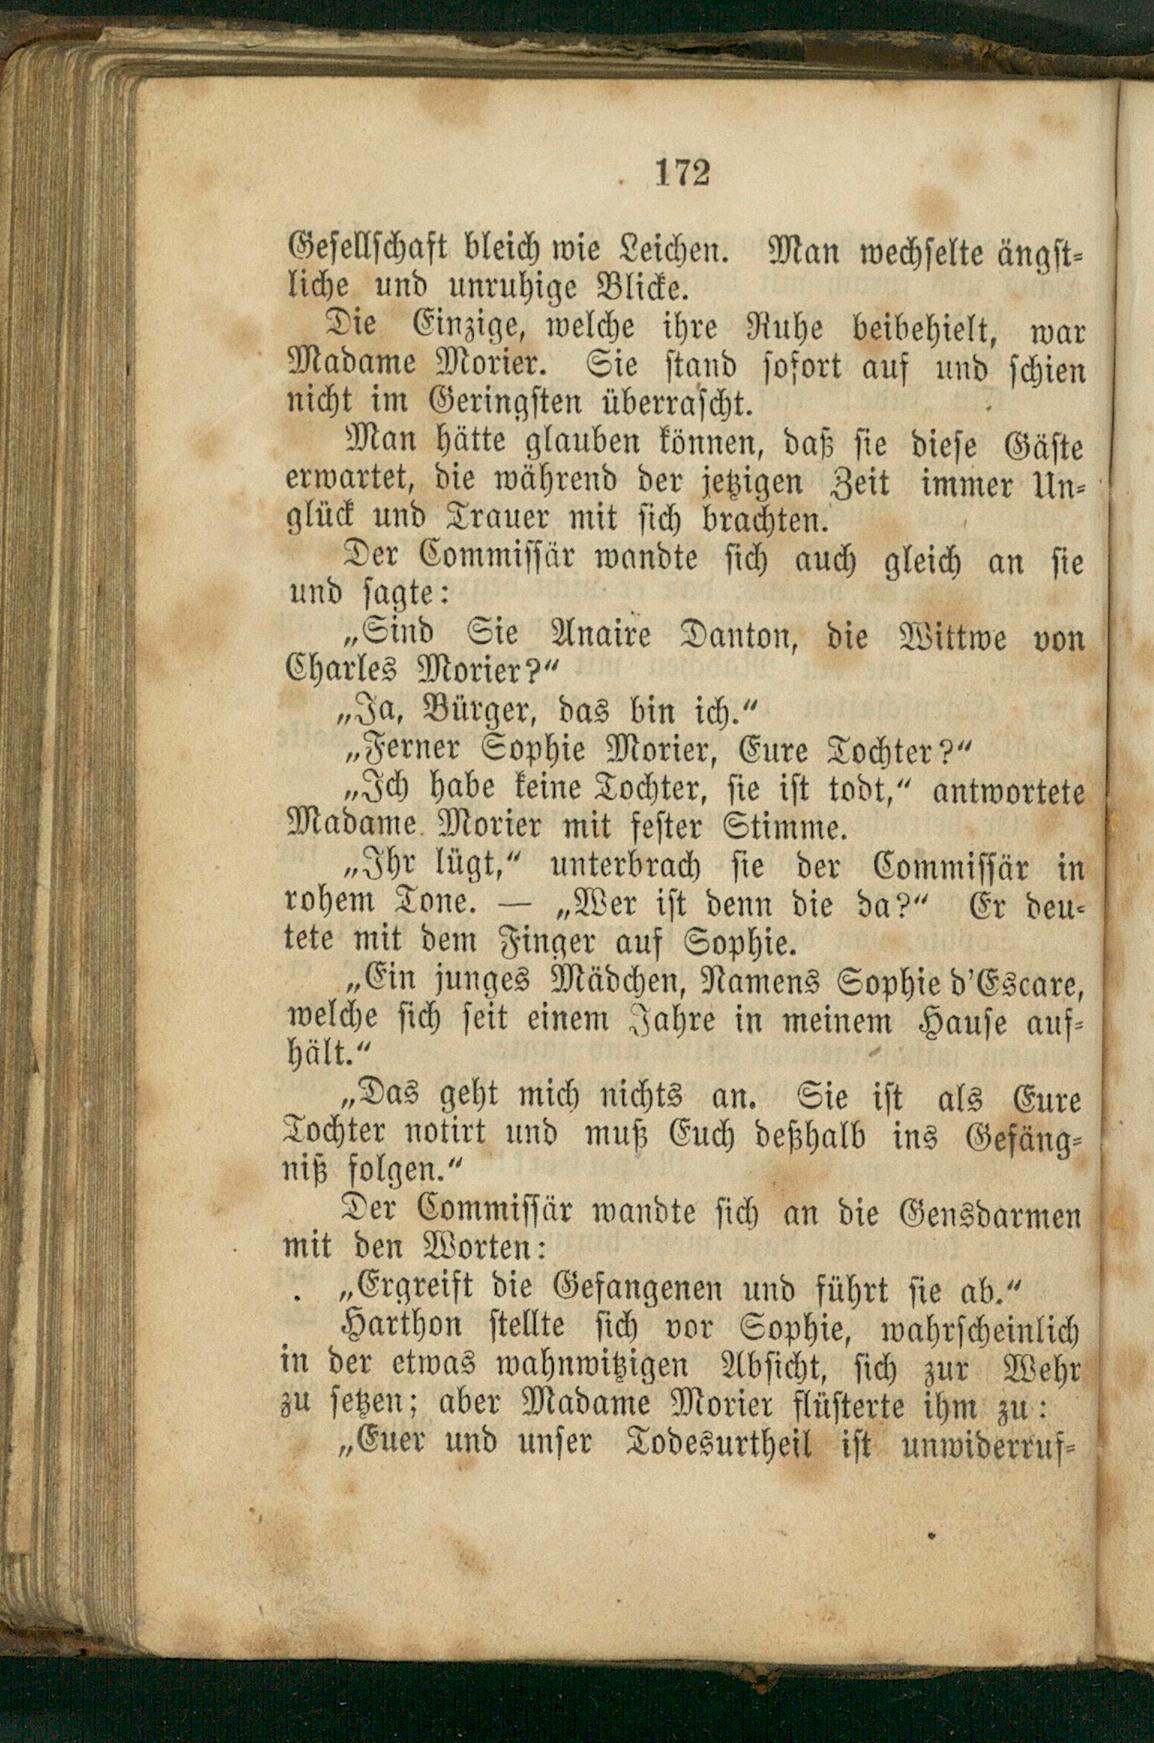 172
Gesellschaft bleich wie Leichen. Man wechselte ängst-
liche und unruhige Blicke.
Die Einzige, welche ihre Ruhe beibehielt, war
Madame Morier. Sie stand sofort auf und schien
nicht im Geringsten überrascht.
Man hätte glauben können, daß sie diese Gäste
erwartet, die während der jetzigen Zeit immer Un-
glück und Trauer mit sich brachten.
Der Commissär wandte sich auch gleich an sie
und sagte:
„Sind Sie Anaire Danton, die Wittwe von
Charles Morier?“
„Ja, Bürger, das bin ich.“
„Ferner Sophie Morier, Eure Tochter?“
„Ich habe keine Tochter, sie ist todt,“ antwortete
Madame Morier mit fester Stimme.
„Ihr lügt,“ unterbrach sie der Commissär in
rohem Tone. — „Wer ist denn die da?“ Er deu-
tete mit dem Finger auf Sophie.
„Ein junges Mädchen, Namens Sophie d'Escare,
welche sich seit einem Jahre in meinem Hause auf-
hält.“
„Das geht mich nichts an. Sie ist als Eure
Tochter notirt und muß Euch deßhalb ins Gefäng-
niß folgen.“
Der Commissär wandte sich an die Gensdarmen
mit den Worten:
„Ergreift die Gefangenen und führt sie ab.“
Harthon stellte sich vor Sophie, wahrscheinlich
in der etwas wahnwitzigen Absicht, sich zur Wehr
zu setzen; aber Madame Morier flüsterte ihm zu:
„Euer und unser Todesurtheil ist unwiderruf-